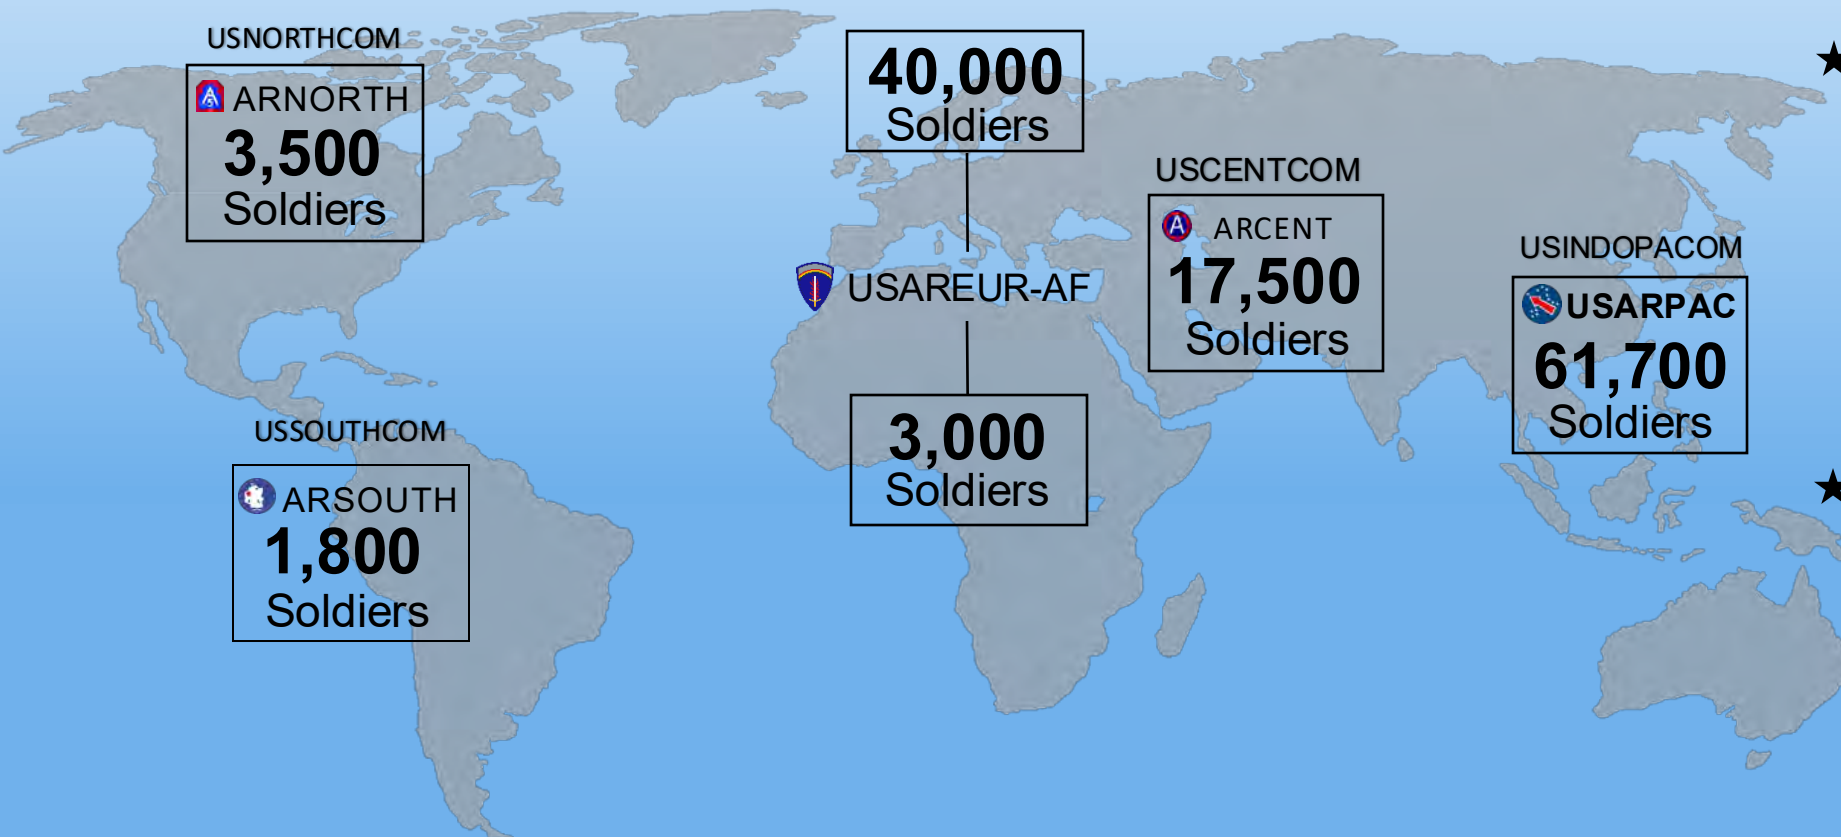 USNORTHCOM
ARNORTH
3,500
Soldiers
40,000
Soldiers
USAREUR-AF
3,000
Soldiers
USCENTCOM
ARCENT
17,500
Soldiers
USINDOPACOM
USARPAC
61,700
Soldiers
USSOUTHCOM
ARSOUTH
1,800
Soldiers